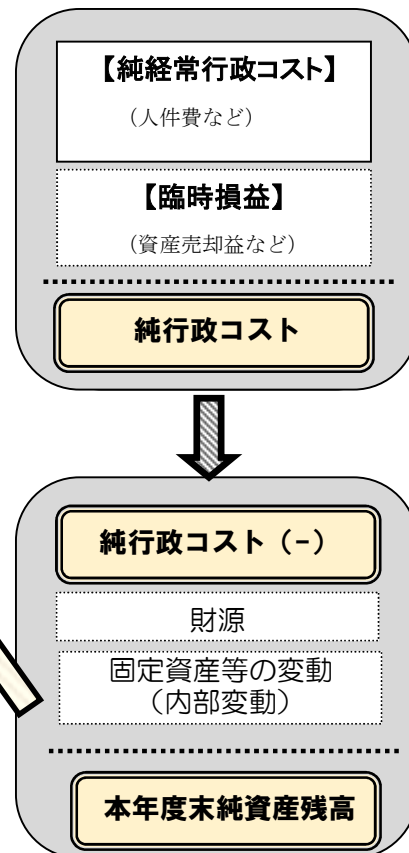 【純経常行政コスト】
（人件費など）
【臨時損益】
（資産売却益など）
純行政コスト
純行政コスト（-）
財源
固定資産等の変動
（内部変動）
本年度末純資産残高